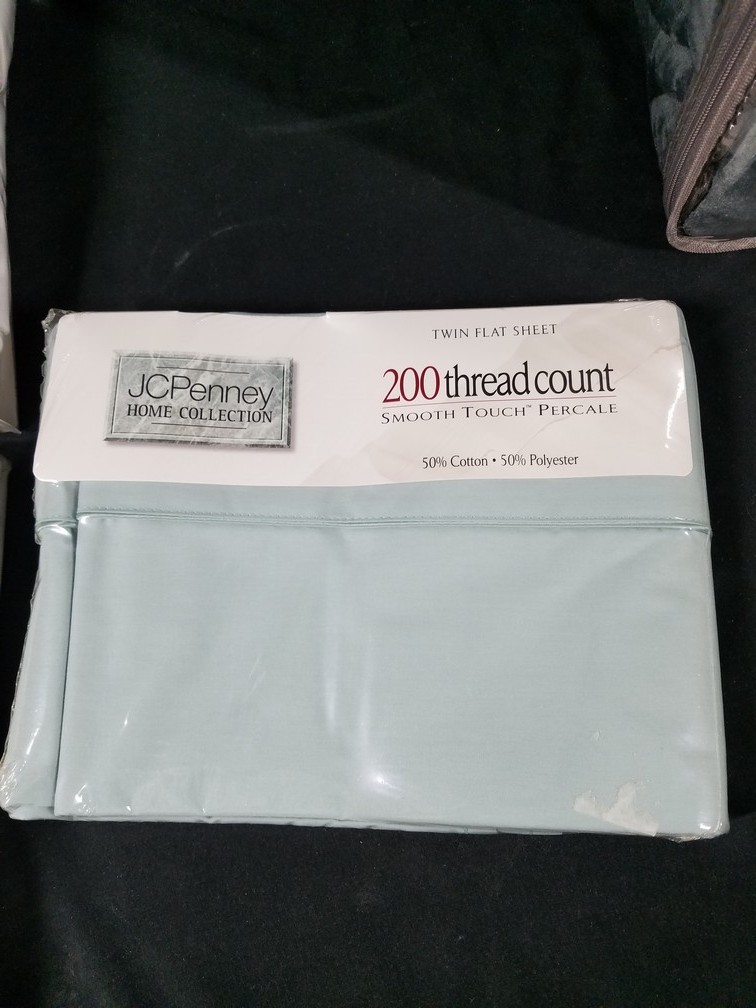 TWIN FLAT SHEET
JCPenney
HOME COLLECTION
200 thread count
SMOOTH TOUCH™ PERCALE
50% Cotton • 50% Polyester